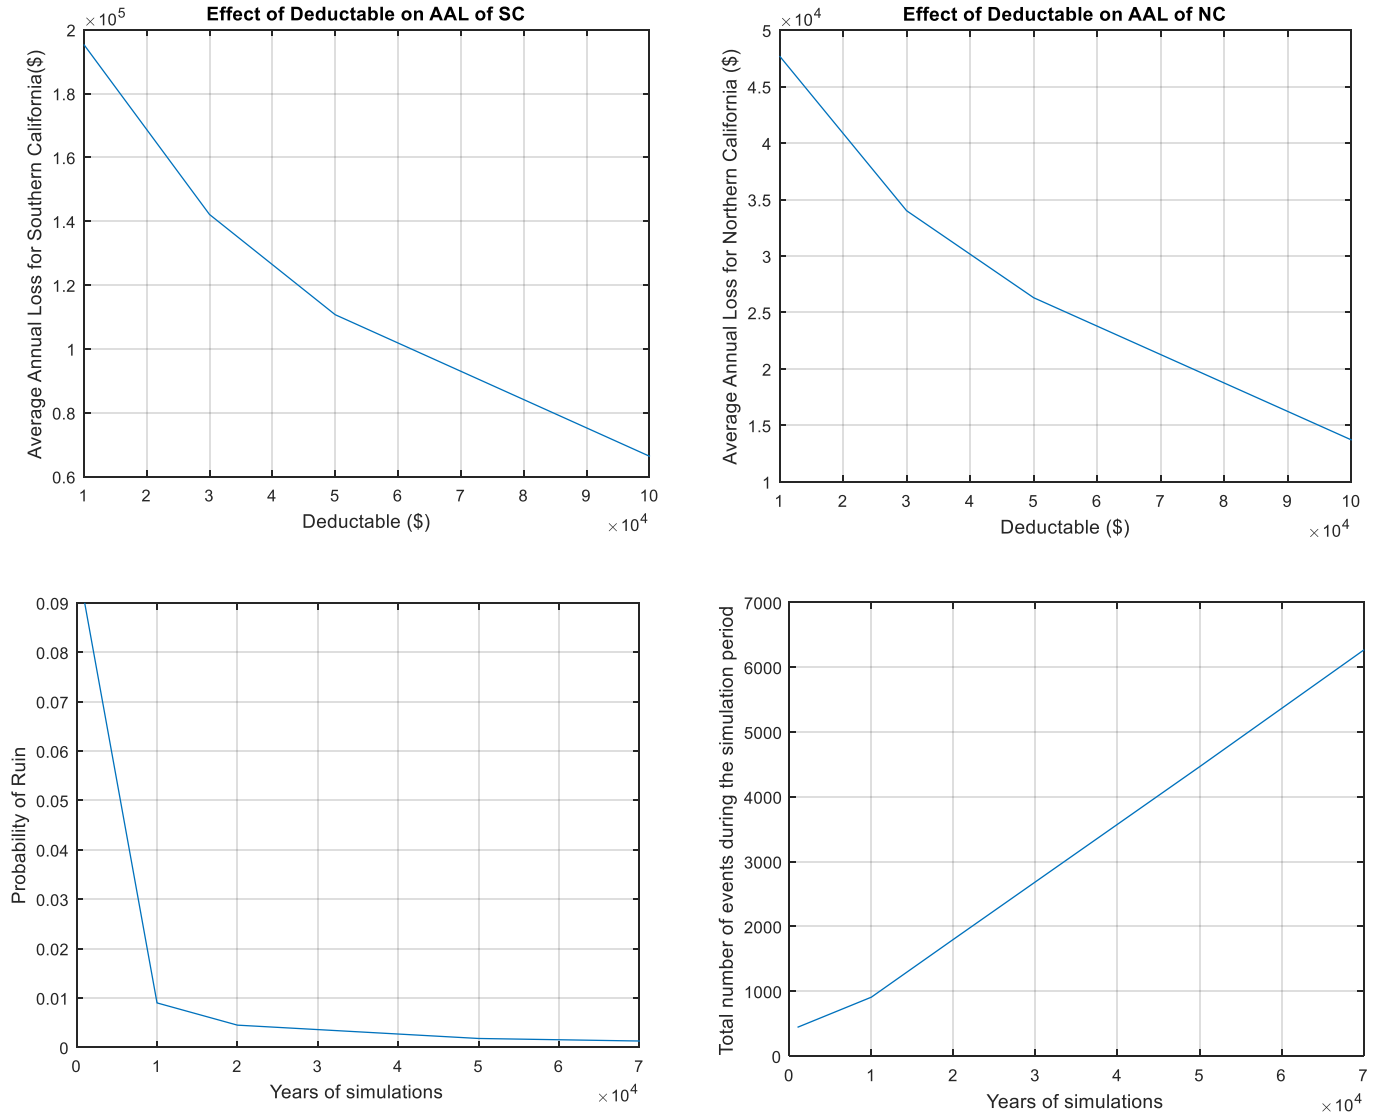 Effect of Deductable on AAL of SC
×10^5
2
1.8
1.6
1.4
1.2
1
0.8
0.6
Average Annual Loss for Southern California($)
1 2 3 4 5 6 7 8 9 10
Deductable ($)
×10^4
Effect of Deductable on AAL of NC
×10^4
5
4.5
4
3.5
3
2.5
2
1.5
1
Average Annual Loss for Northern California ($)
1 2 3 4 5 6 7 8 9 10
Deductable ($)
×10^4
0.09
0.08
0.07
0.06
0.05
0.04
0.03
0.02
0.01
0
Probability of Ruin
0 1 2 3 4 5 6 7
Years of simulations
×10^4
7000
6000
5000
4000
3000
2000
1000
0
Total number of events during the simulation period
0 1 2 3 4 5 6 7
Years of simulations
×10^4